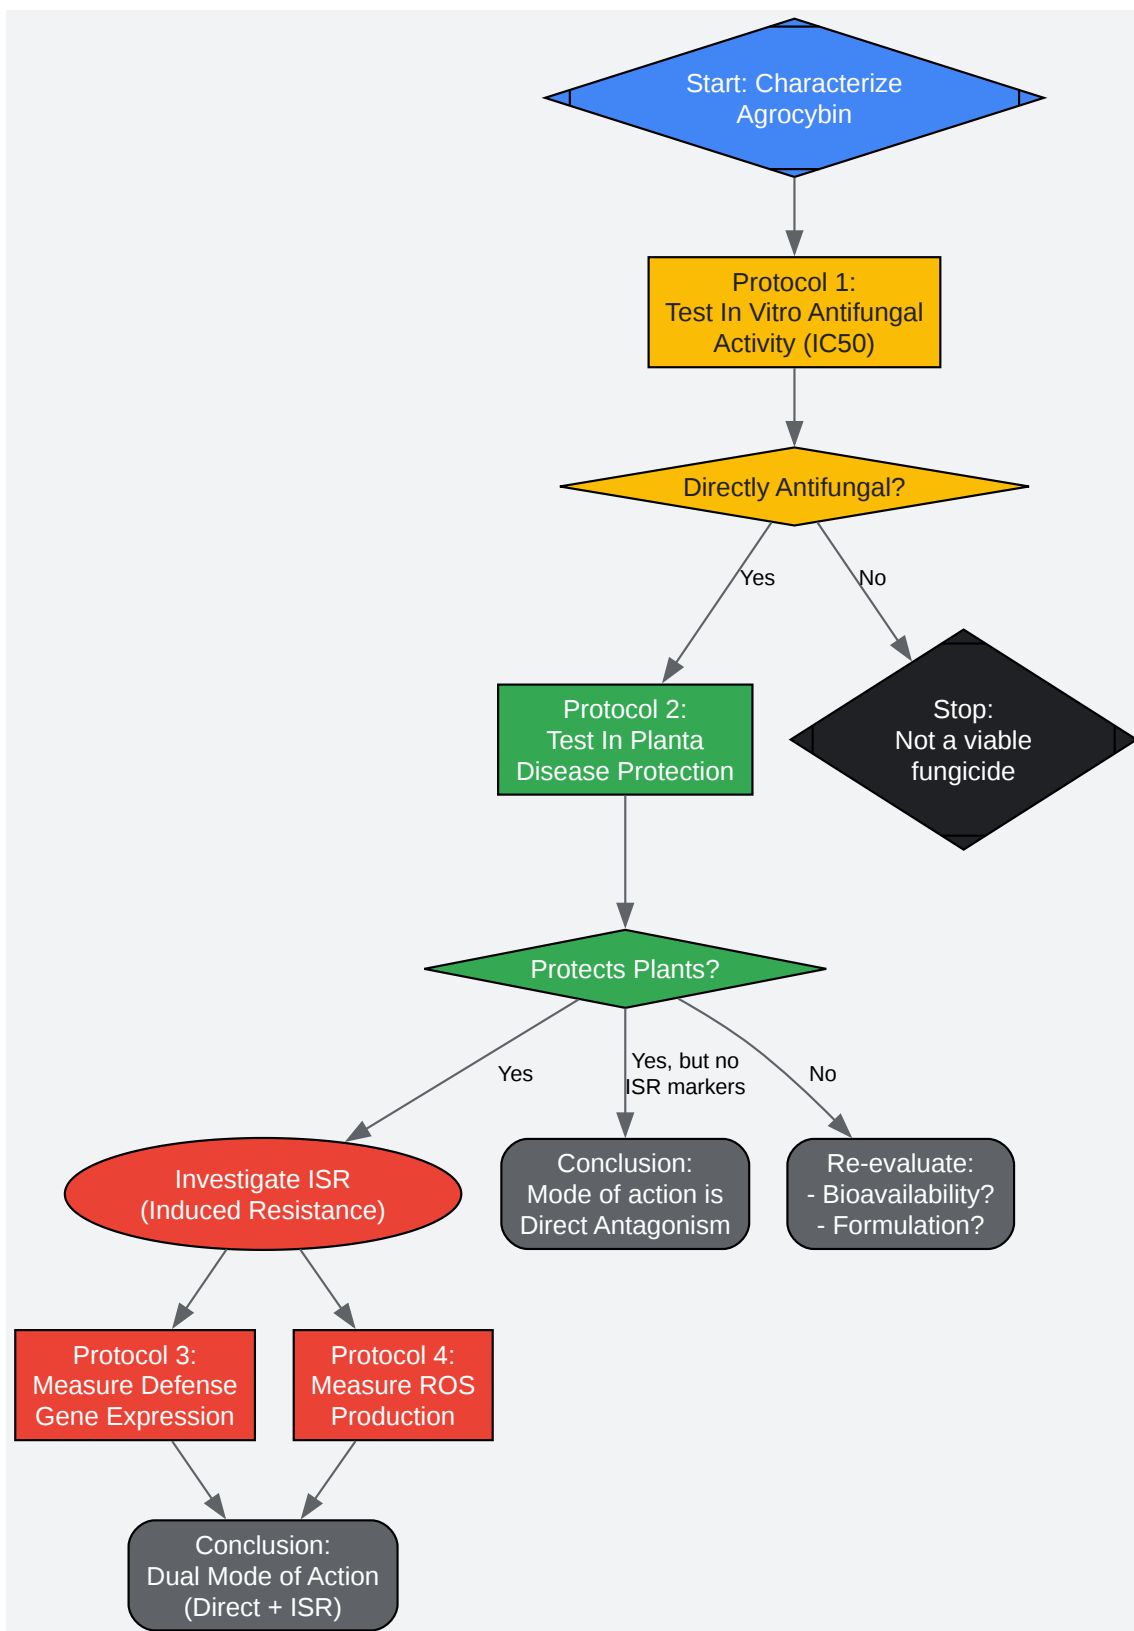 Start: Characterize
Agrocybin
Protocol 1:
Test In Vitro Antifungal
Activity (IC50)
Directly Antifungal?
Yes
No
Protocol 2:
Test In Planta
Disease Protection
Stop:
Not a viable
fungicide
Protects Plants?
Yes
Yes, but no
ISR markers
No
Investigate ISR
(Induced Resistance)
Conclusion:
Mode of action is
Direct Antagonism
Re-evaluate:
- Bioavailability?
- Formulation?
Protocol 3:
Measure Defense
Gene Expression
Protocol 4:
Measure ROS
Production
Conclusion:
Dual Mode of Action
(Direct + ISR)